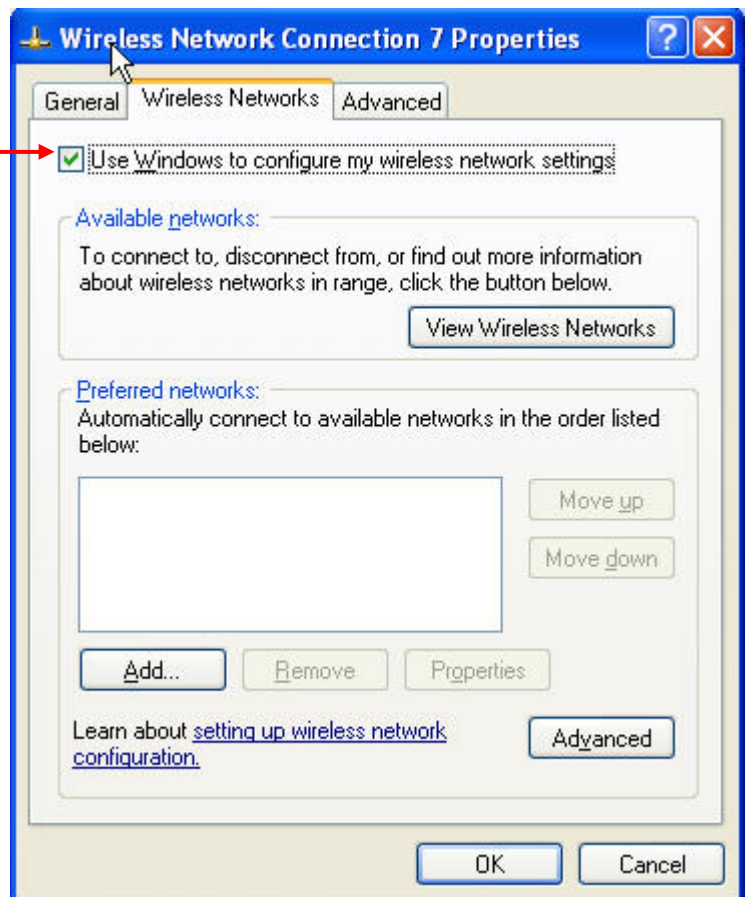 Wireless Network Connection 7 Properties
General Wireless Networks Advanced
Use Windows to configure my wireless network settings
Available networks:
To connect to, disconnect from, or find out more information
about wireless networks in range, click the button below.
View Wireless Networks
Preferred networks:
Automatically connect to available networks in the order listed
below:
Move up
Move down
Add... Remove Properties
Learn about setting up wireless network
configuration.
Advanced
OK Cancel